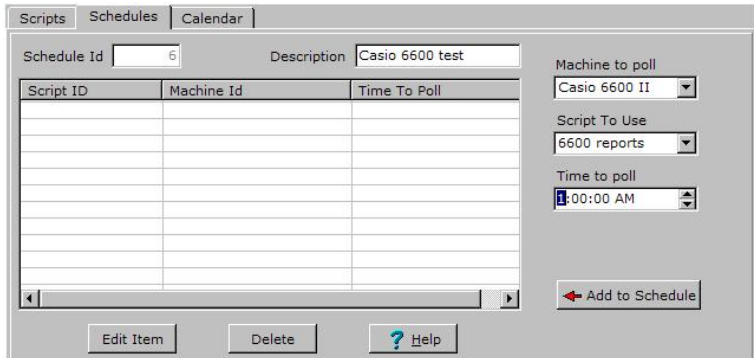 Scripts Schedules Calendar
Schedule Id 6 Description Casio 6600 test
Machine to poll
Script ID Machine Id Time To Poll
Casio 6600 II
Script To Use
6600 reports
Time to poll
1:00:00 AM
Add to Schedule
Edit Item Delete ? Help